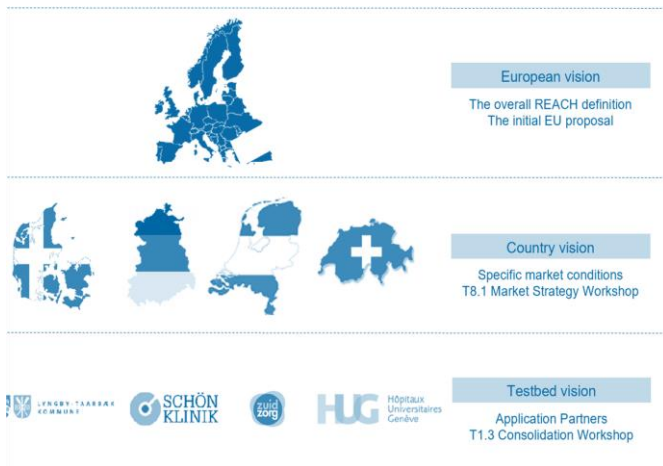 European vision
The overall REACH definition
The initial EU proposal
Country vision
Specific market conditions
T8.1 Market Strategy Workshop
LYNGBY-TAARBÆK
KOMMUNE
SCHÖN
KLINIK
zuid
zorg
HUG
Hôpitaux
Universitaires
Genève
Testbed vision
Application Partners
T1.3 Consolidation Workshop